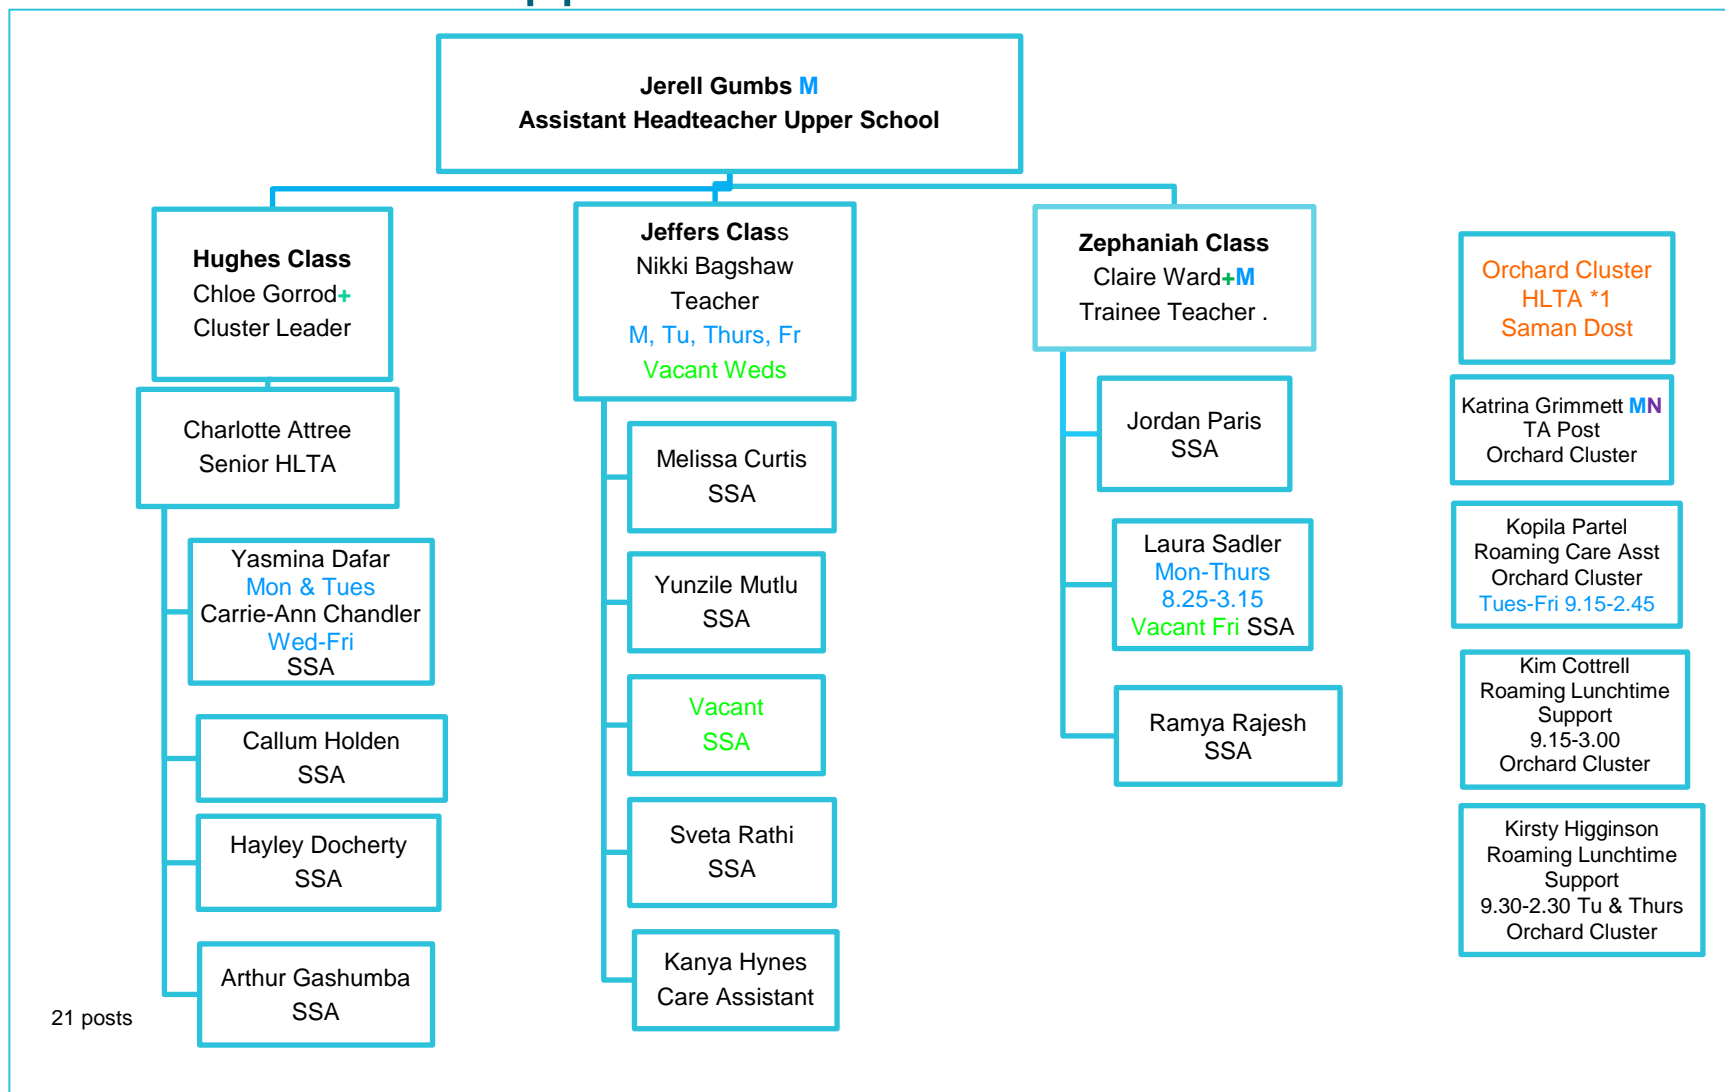 Jerell Gumbs M
Assistant Headteacher Upper School
Hughes Class
Chloe Gorrod+
Cluster Leader
Charlotte Attree
Senior HLTA
Yasmina Dafar
Mon & Tues
Carrie-Ann Chandler
Wed-Fri
SSA
Callum Holden
SSA
Hayley Docherty
SSA
Arthur Gashumba
SSA
Jeffers Class
Nikki Bagshaw
Teacher
M, Tu, Thurs, Fr
Vacant Weds
Melissa Curtis
SSA
Yunzile Mutlu
SSA
Vacant
SSA
Sveta Rathi
SSA
Kanya Hynes
Care Assistant
Zephaniah Class
Claire Ward+M
Trainee Teacher .
Jordan Paris
SSA
Laura Sadler
Mon-Thurs
8.25-3.15
Vacant Fri SSA
Ramya Rajesh
SSA
Orchard Cluster
HLTA *1
Saman Dost
Katrina Grimmett MN
TA Post
Orchard Cluster
Kopila Partel
Roaming Care Asst
Orchard Cluster
Tues-Fri 9.15-2.45
Kim Cottrell
Roaming Lunchtime
Support
9.15-3.00
Orchard Cluster
Kirsty Higginson
Roaming Lunchtime
Support
9.30-2.30 Tu & Thurs
Orchard Cluster
21 posts